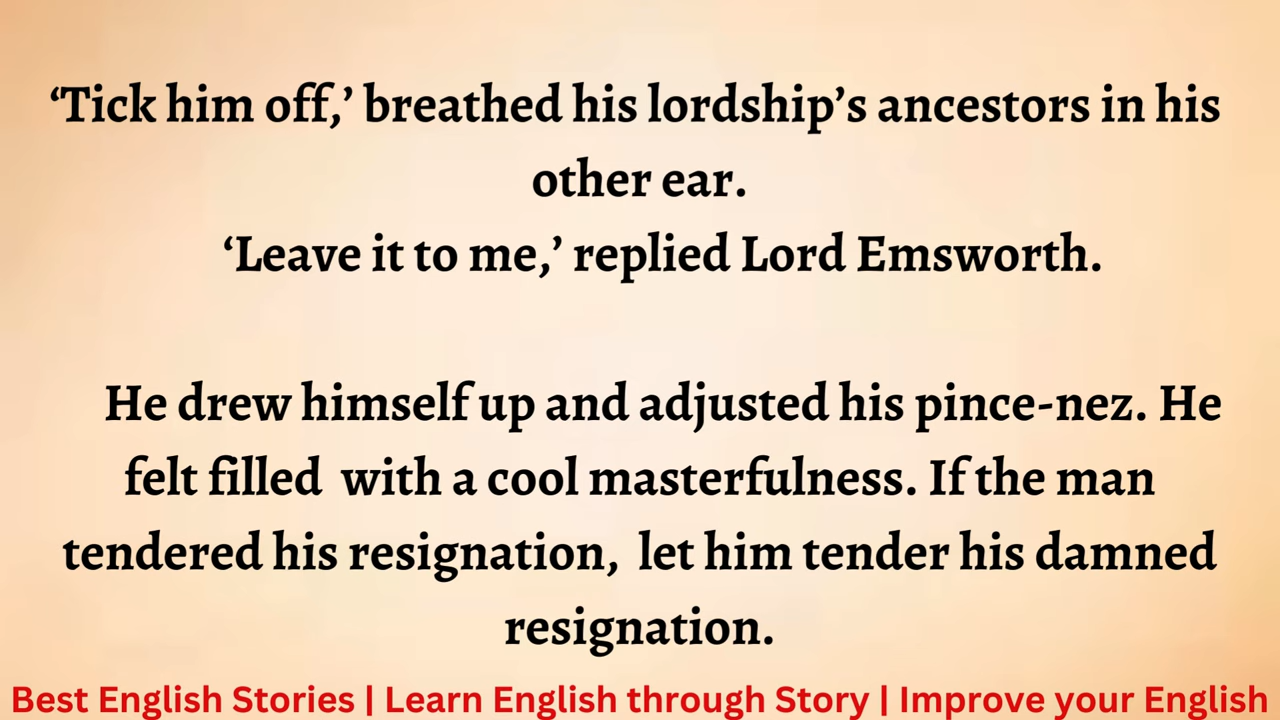 ‘Tick him off,’ breathed his lordship’s ancestors in his
other ear.
‘Leave it to me,’ replied Lord Emsworth.
He drew himself up and adjusted his pince-nez. He
felt filled  with a cool masterfulness. If the man
tendered his resignation,  let him tender his damned
resignation.
Best English Stories | Learn English through Story | Improve your English